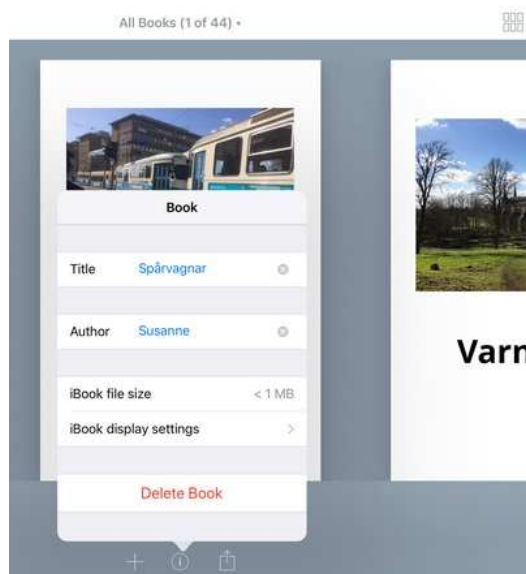 All Books (1 of 44)
Book
Title Spårvagnar
Author Susanne
iBook file size < 1 MB
iBook display settings
Delete Book
Varn